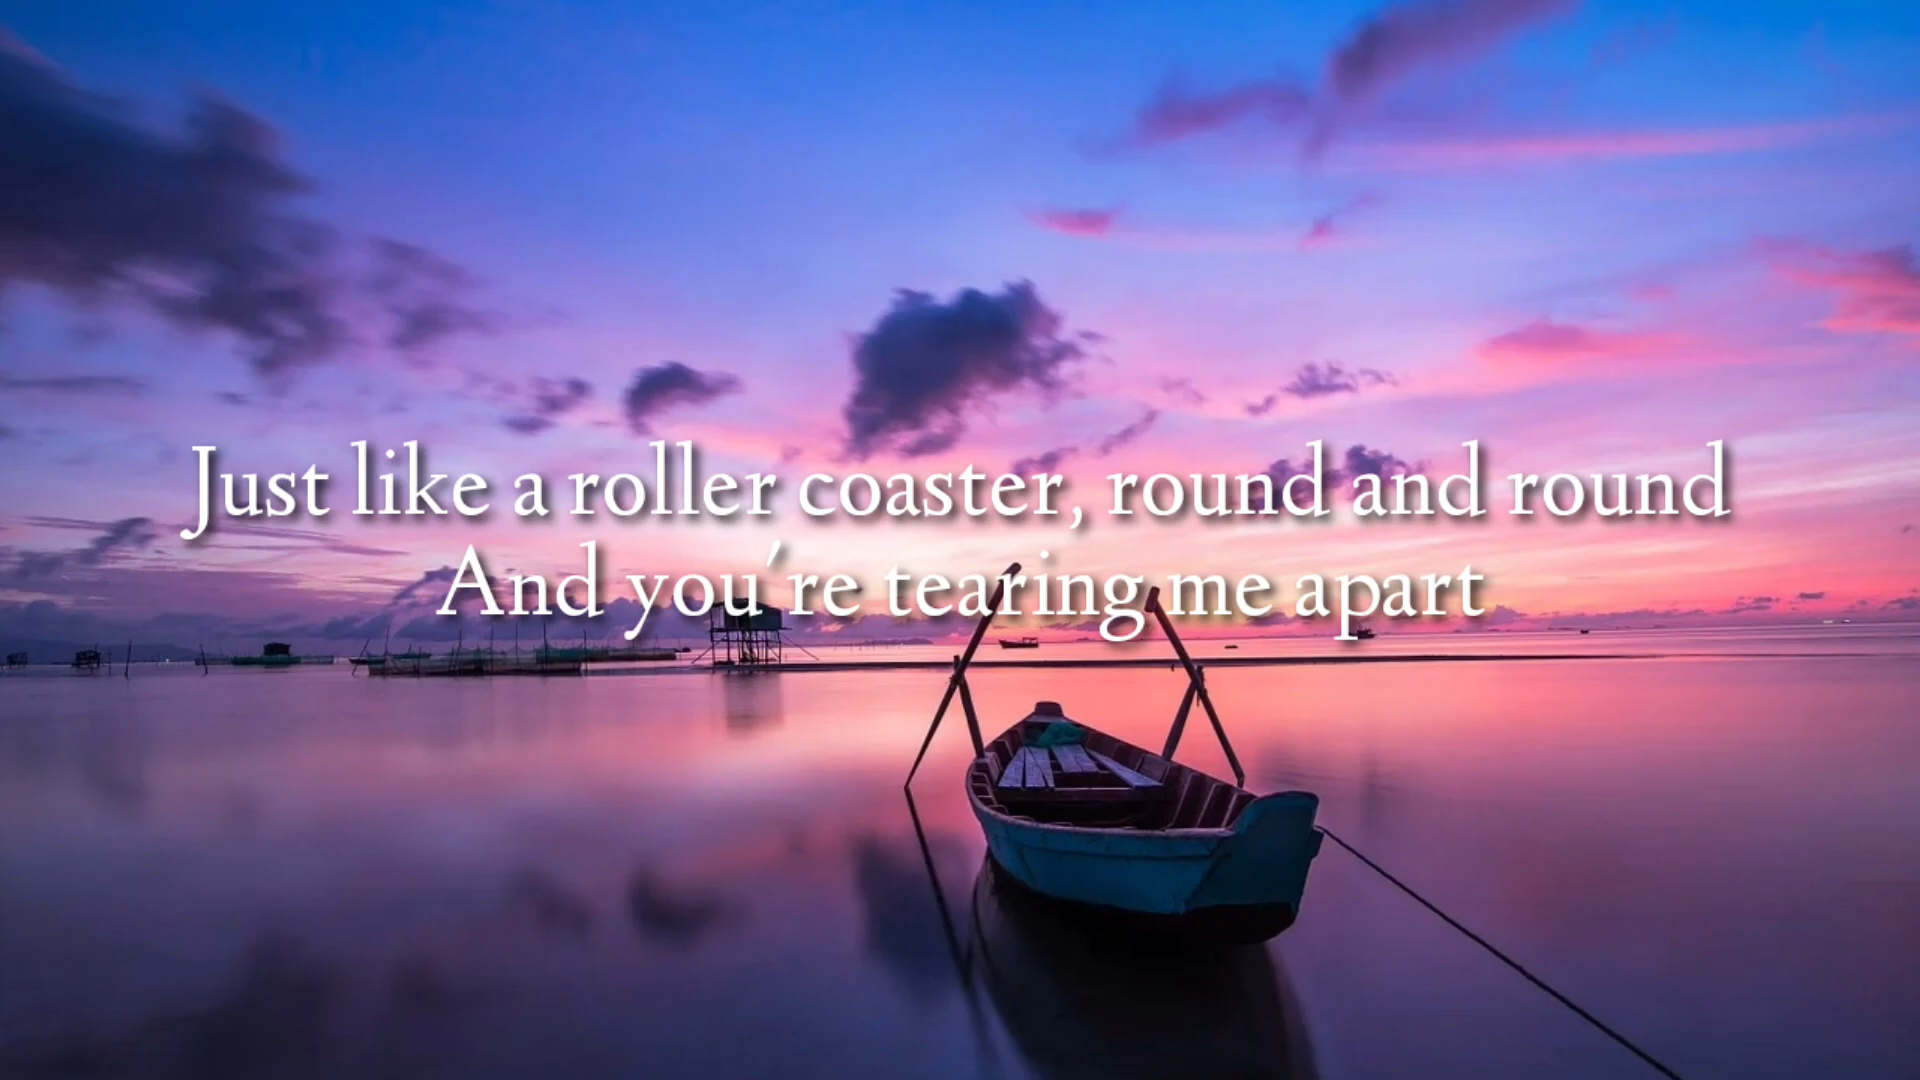 Just like a roller coaster, round and round
And you're tearing me apart